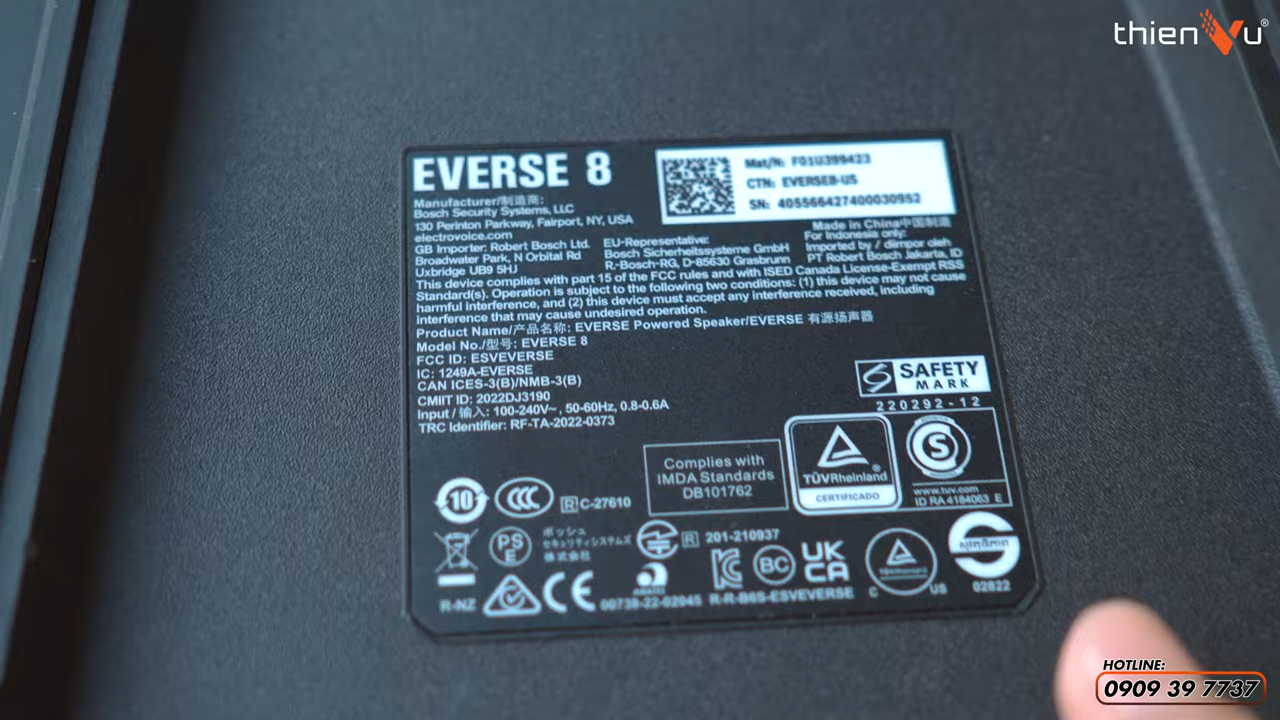 thienVu®
EVERSE 8
Mat/N: F01U399423
CTN: EVERSE8-US
SN: 405566427400030952
Manufacturer/制造商:
Bosch Security Systems, LLC
130 Perinton Parkway, Fairport, NY, USA
electrovoice.com
GB Importer: Robert Bosch Ltd.
Broadwater Park, N Orbital Rd
Uxbridge UB9 5HJ
EU-Representative:
Bosch Sicherheitssysteme GmbH
R.-Bosch-RG, D-85630 Grasbrunn
Made in China中国制造
For Indonesia only:
Imported by / diimpor oleh
PT Robert Bosch Jakarta, ID
This device complies with part 15 of the FCC rules and with ISED Canada License-Exempt RSS
Standard(s). Operation is subject to the following two conditions: (1) this device may not cause
harmful interference, and (2) this device must accept any interference received, including
interference that may cause undesired operation.
Product Name/产品名称: EVERSE Powered Speaker/EVERSE 有源扬声器
Model No./型号: EVERSE 8
FCC ID: ESVEVERSE
IC: 1249A-EVERSE
CAN ICES-3(B)/NMB-3(B)
CMIIT ID: 2022DJ3190
Input / 输入: 100-240V~, 50-60Hz, 0.8-0.6A
TRC Identifier: RF-TA-2022-0373
SAFETY
MARK
220292-12
Complies with
IMDA Standards
DB101762
TÜVRheinland®
CERTIFICADO
S
www.tuv.com
ID RA 4184063 E
10
CCC
R C-27610
PS
E
ボッシュ
セキュリティシステムズ
株式会社
R 201-210937
BC
UK
CA
C US
02822
R-NZ
CE
ANATEL
00738-22-02045
R-R-B6S-ESVEVERSE
HOTLINE:
0909 39 7737